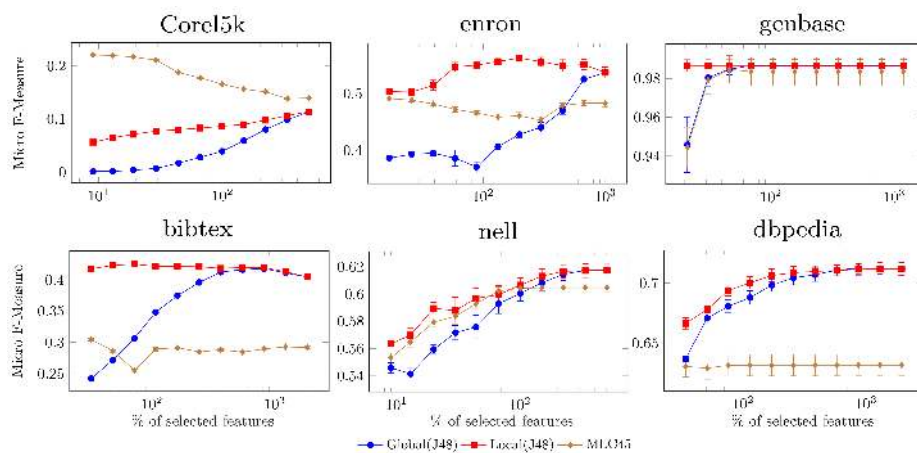 Corel5k
enron
genbase
Micro F-Measure
0.2
0.1
0
10¹
10²
0.5
0.4
10²
10³
0.98
0.96
0.94
10²
10³
bibtex
nell
dbpedia
Micro F-Measure
0.4
0.35
0.3
0.25
10²
10³
0.62
0.6
0.58
0.56
0.54
10¹
10²
0.7
0.65
10²
10³
% of selected features
% of selected features
% of selected features
Global(J48) Local(J48) MLC45